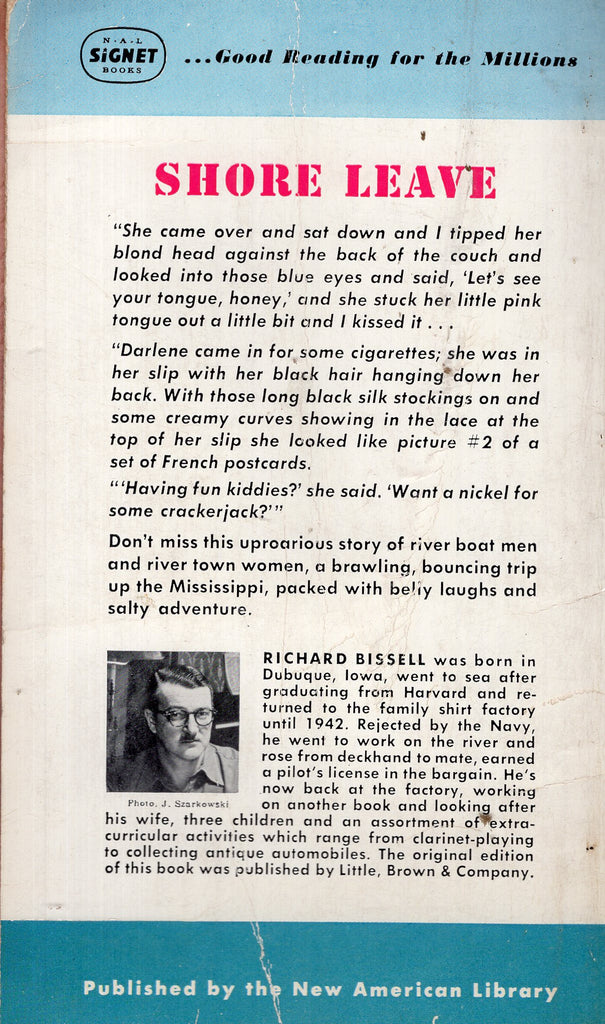 N·A·L
SiGNET
BOOKS
...Good Reading for the Millions
SHORE LEAVE
“She came over and sat down and I tipped her
blond head against the back of the couch and
looked into those blue eyes and said, ‘Let’s see
your tongue, honey,’ and she stuck her little pink
tongue out a little bit and I kissed it . . .
“Darlene came in for some cigarettes; she was in
her slip with her black hair hanging down her
back. With those long black silk stockings on and
some creamy curves showing in the lace at the
top of her slip she looked like picture #2 of a
set of French postcards.
“‘Having fun kiddies?’ she said. ‘Want a nickel for
some crackerjack?’”
Don’t miss this uproarious story of river boat men
and river town women, a brawling, bouncing trip
up the Mississippi, packed with belly laughs and
salty adventure.
RICHARD BISSELL was born in
Dubuque, Iowa, went to sea after
graduating from Harvard and re-
turned to the family shirt factory
until 1942. Rejected by the Navy,
he went to work on the river and
rose from deckhand to mate, earned
a pilot’s license in the bargain. He’s
now back at the factory, working
Photo, J. Szarkowski
on another book and looking after
his wife, three children and an assortment of extra-
curricular activities which range from clarinet-playing
to collecting antique automobiles. The original edition
of this book was published by Little, Brown & Company.
Published by the New American Library